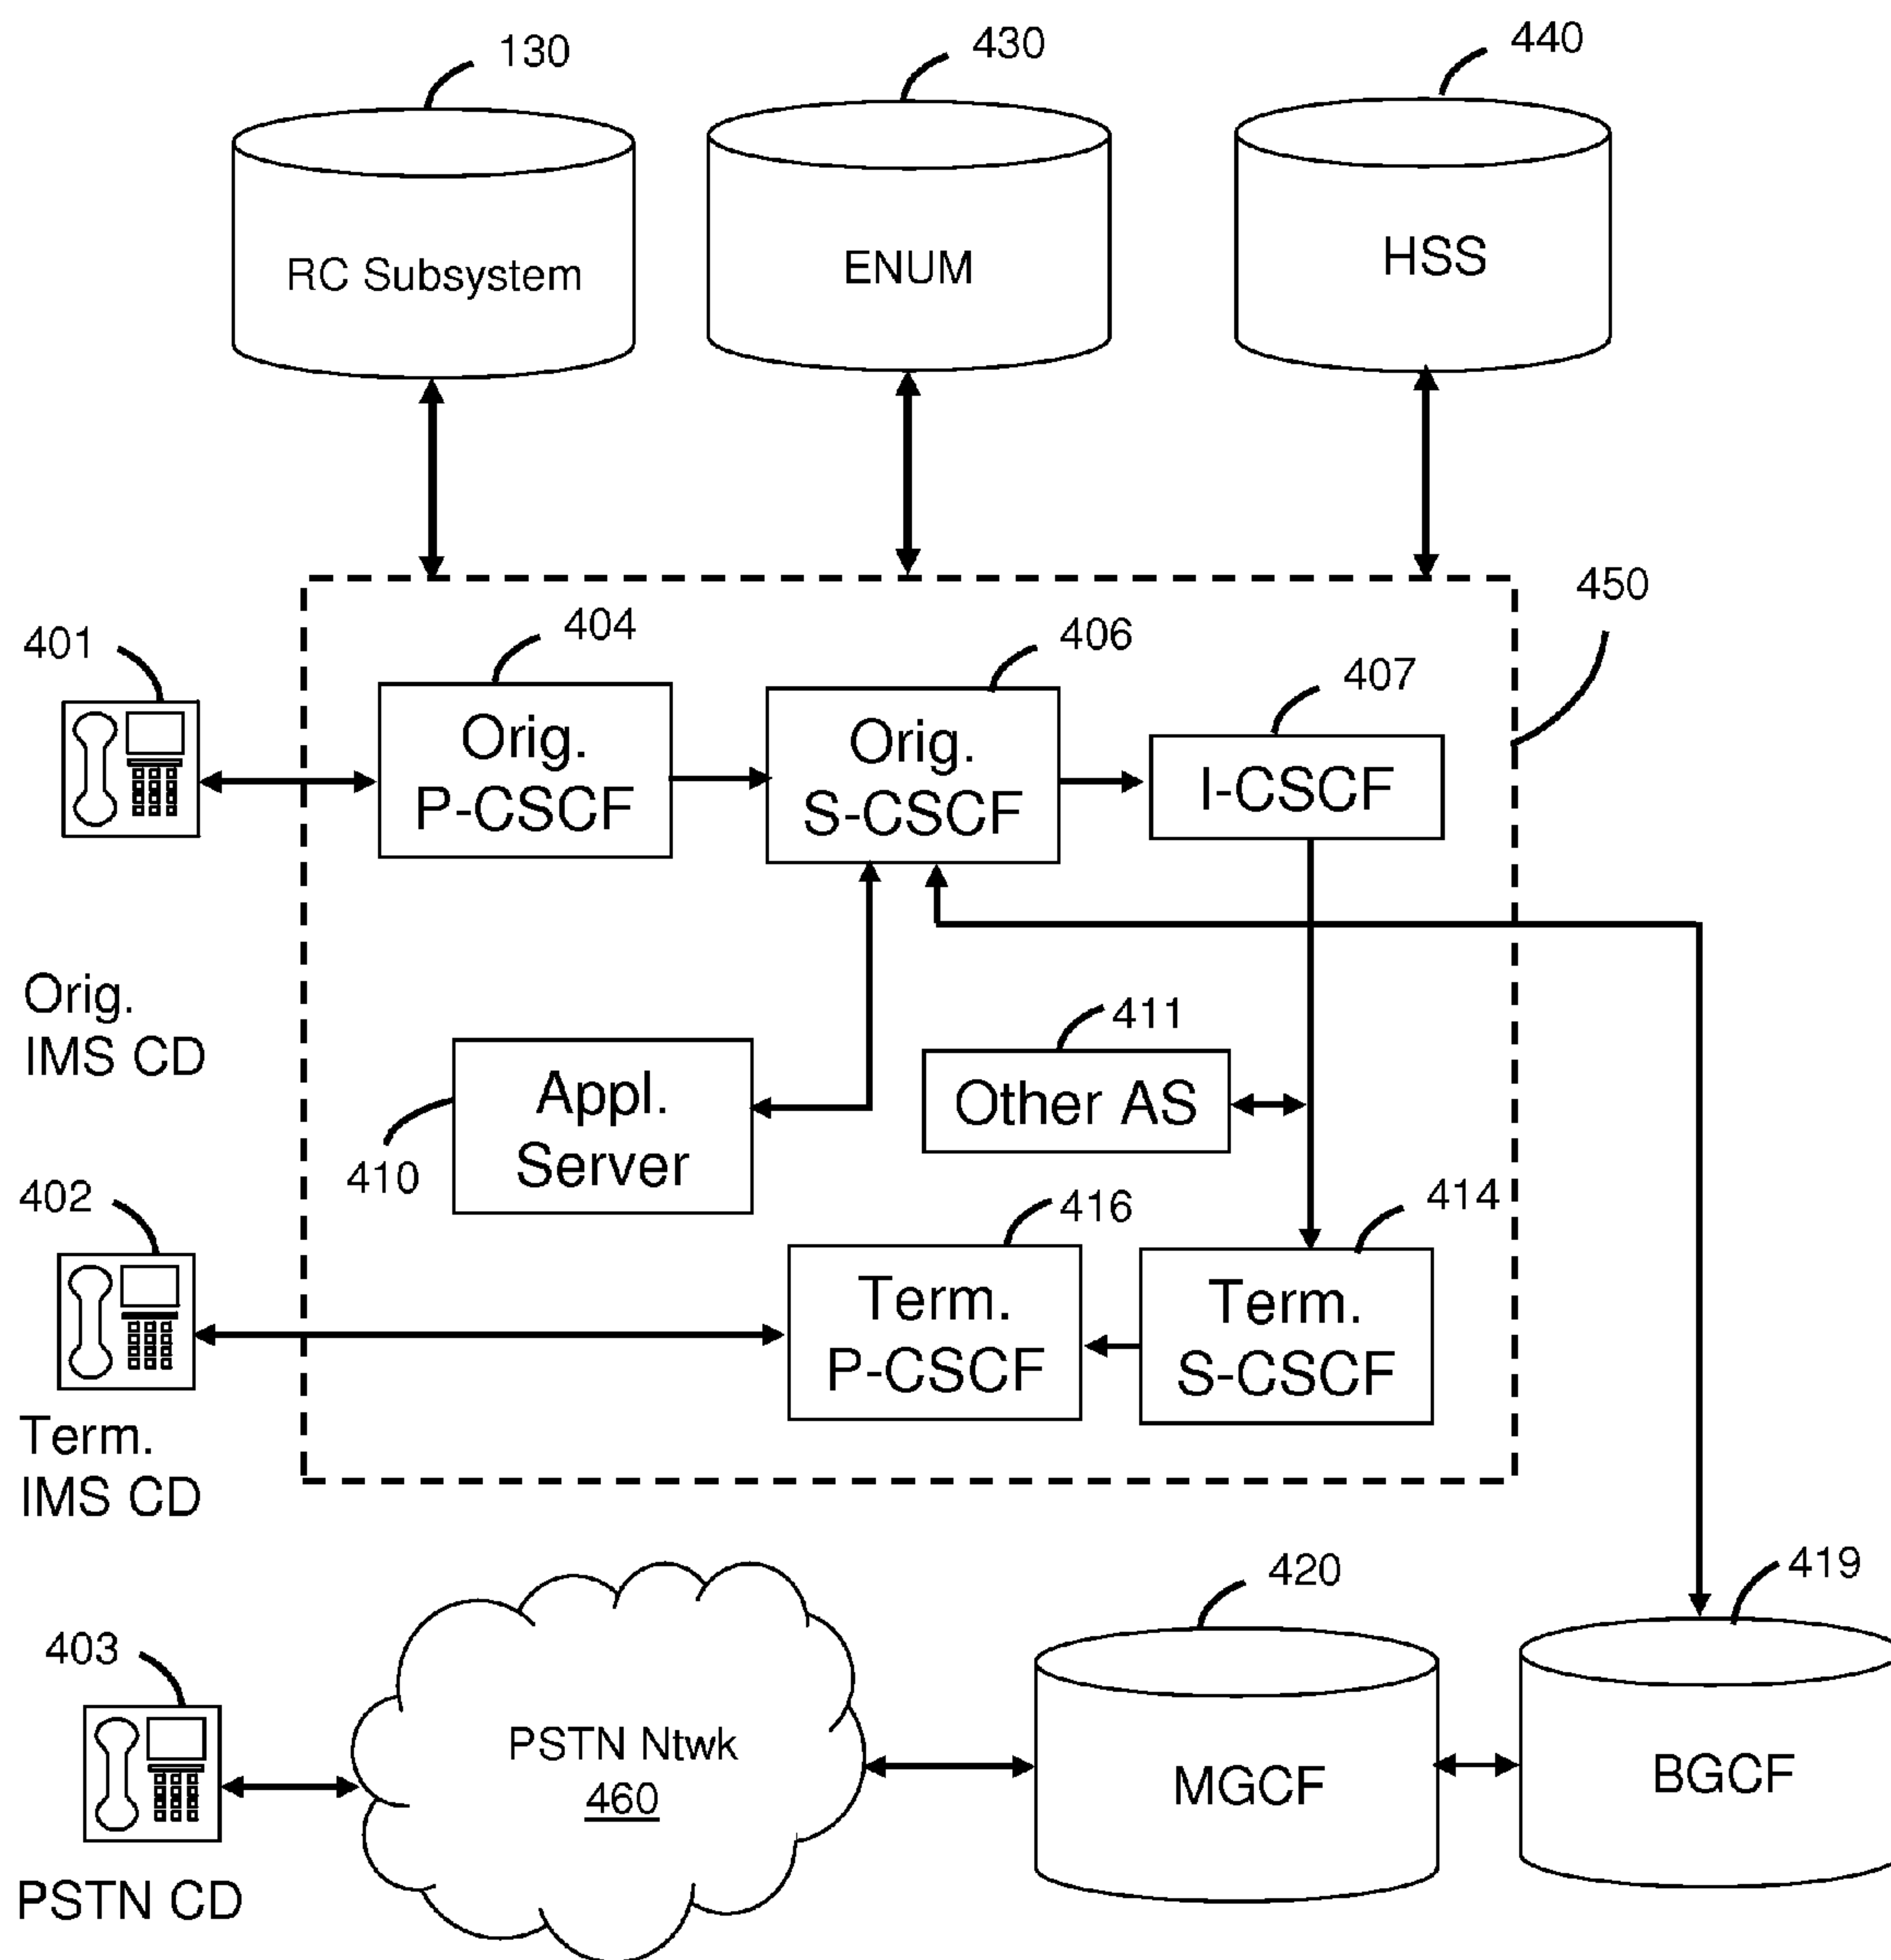 130
430
440
RC Subsystem
ENUM
HSS
450
401
404
406
407
Orig.
P-CSCF
Orig.
S-CSCF
I-CSCF
Orig.
IMS CD
411
Appl.
Server
Other AS
410
402
416
414
Term.
P-CSCF
Term.
S-CSCF
Term.
IMS CD
420
419
403
PSTN Ntwk
460
MGCF
BGCF
PSTN CD